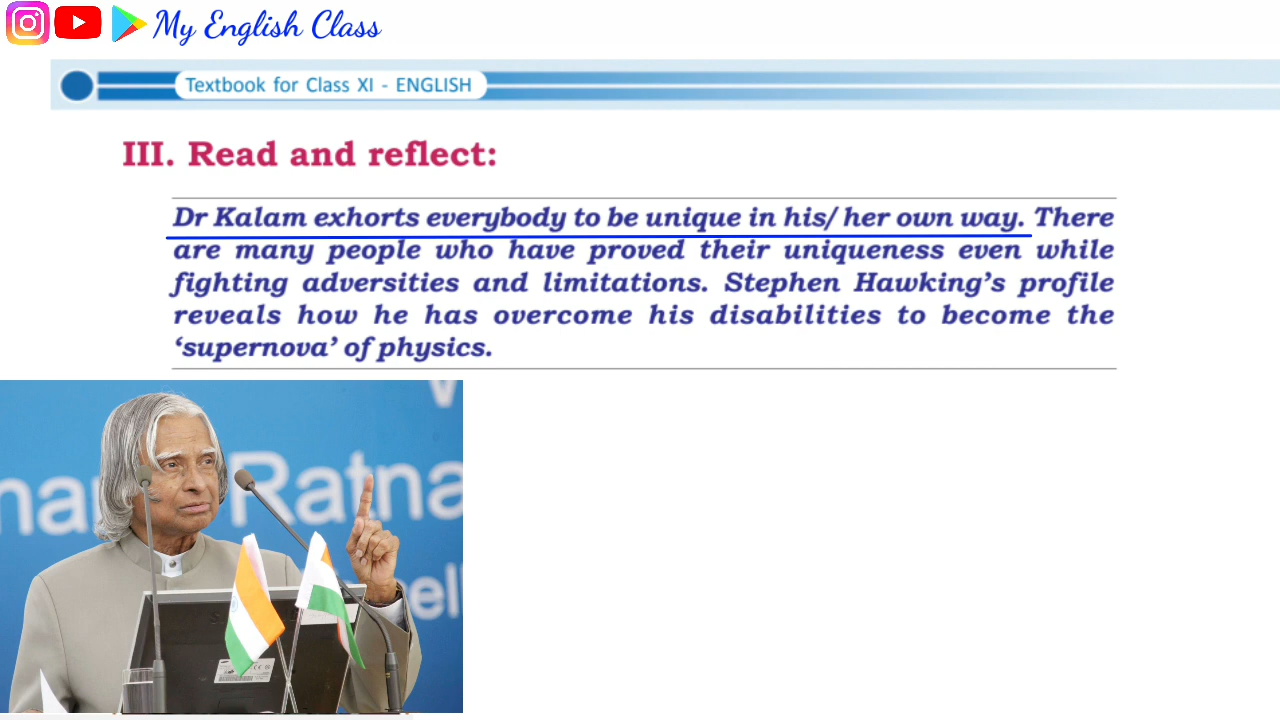 My English Class
Textbook for Class XI - ENGLISH
III. Read and reflect:
Dr Kalam exhorts everybody to be unique in his/ her own way. There
are many people who have proved their uniqueness even while
fighting adversities and limitations. Stephen Hawking's profile
reveals how he has overcome his disabilities to become the
'supernova' of physics.
Ratna